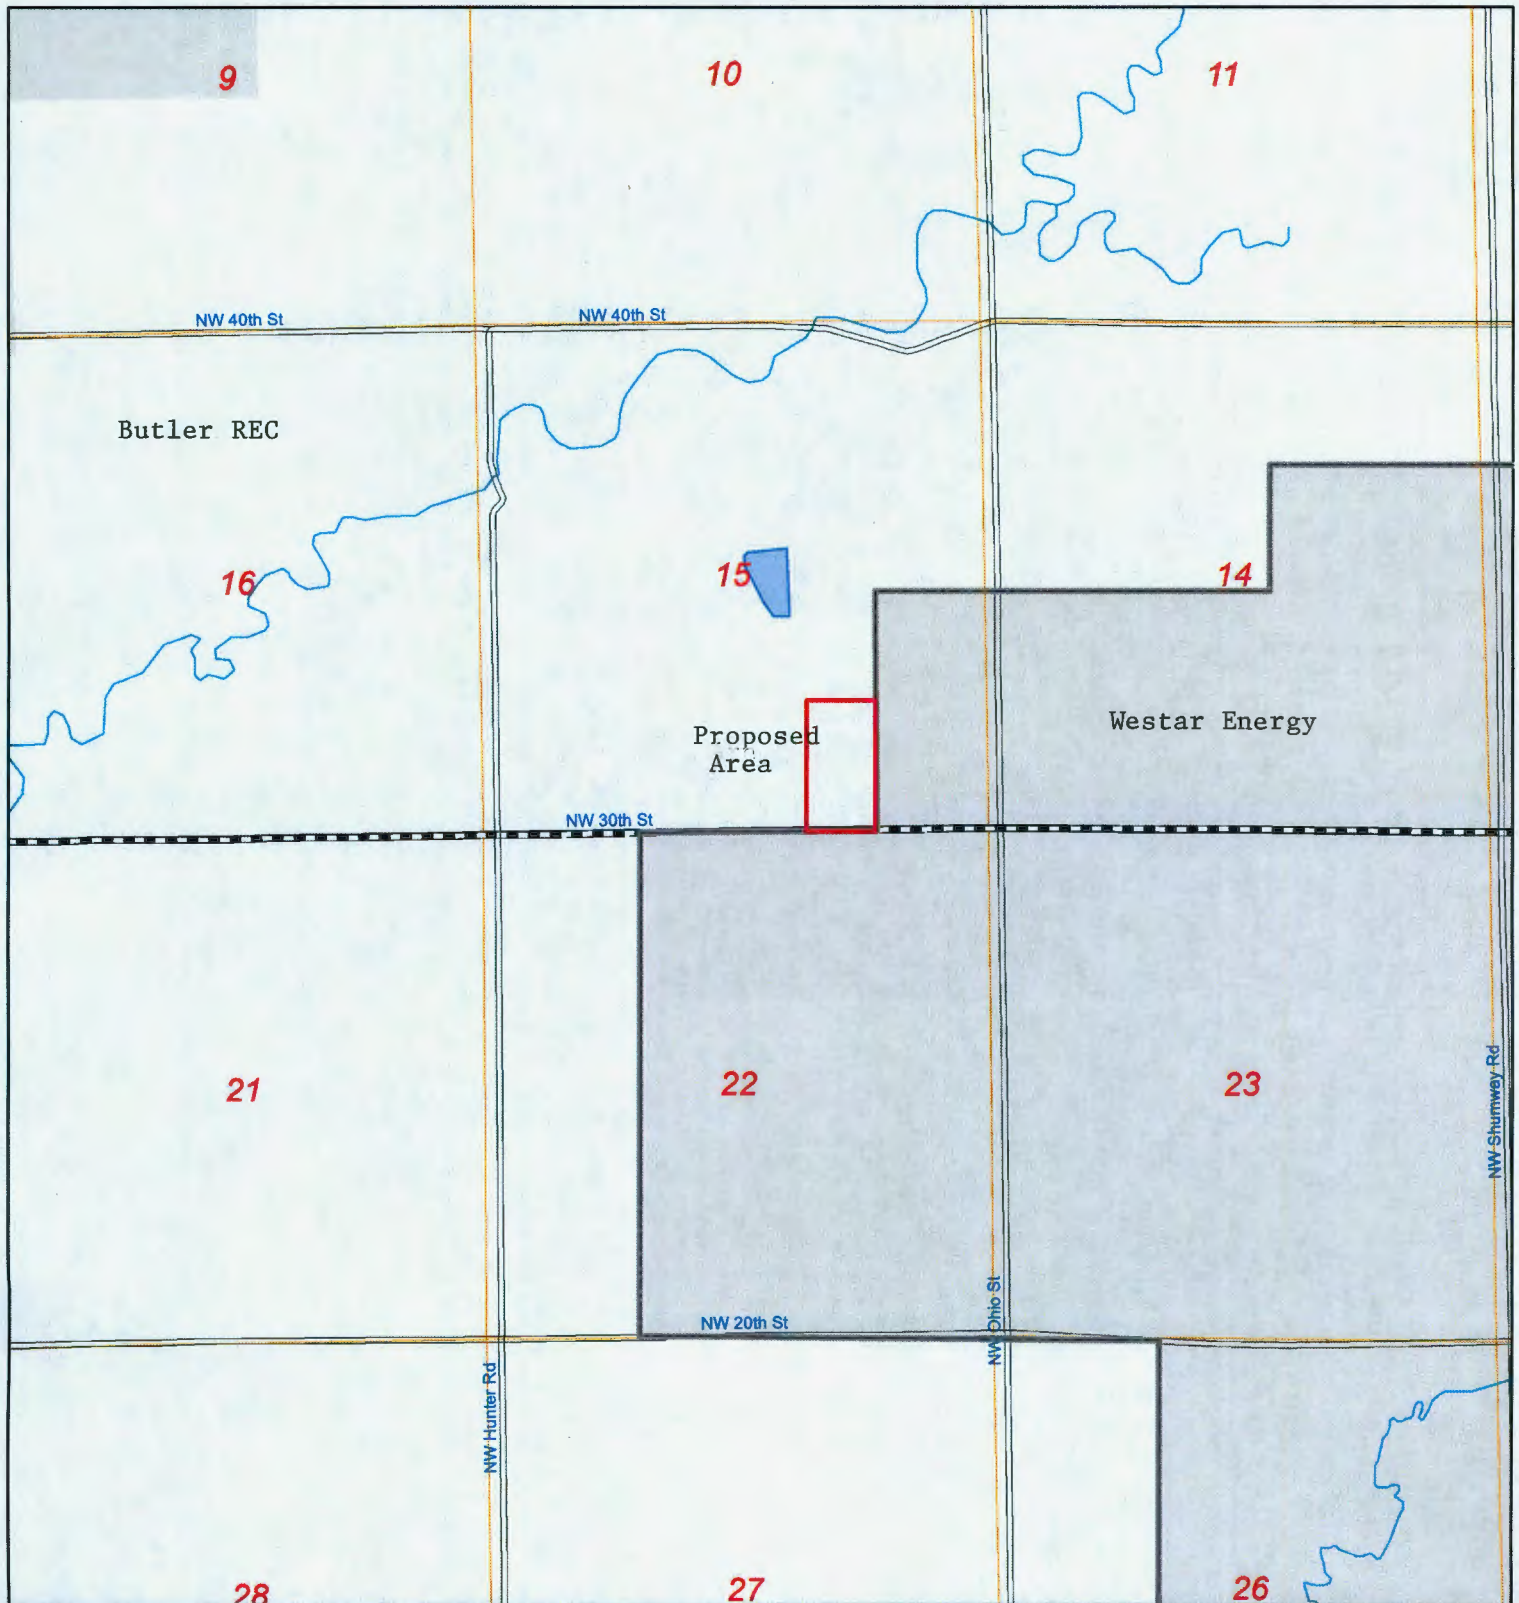 9
10
11
NW 40th St
NW 40th St
Butler REC
16
15
14
Proposed
Area
Westar Energy
NW 30th St
21
22
23
NW Shumway Rd
NW 20th St
NW Ohio St
NW Hunter Rd
28
27
26